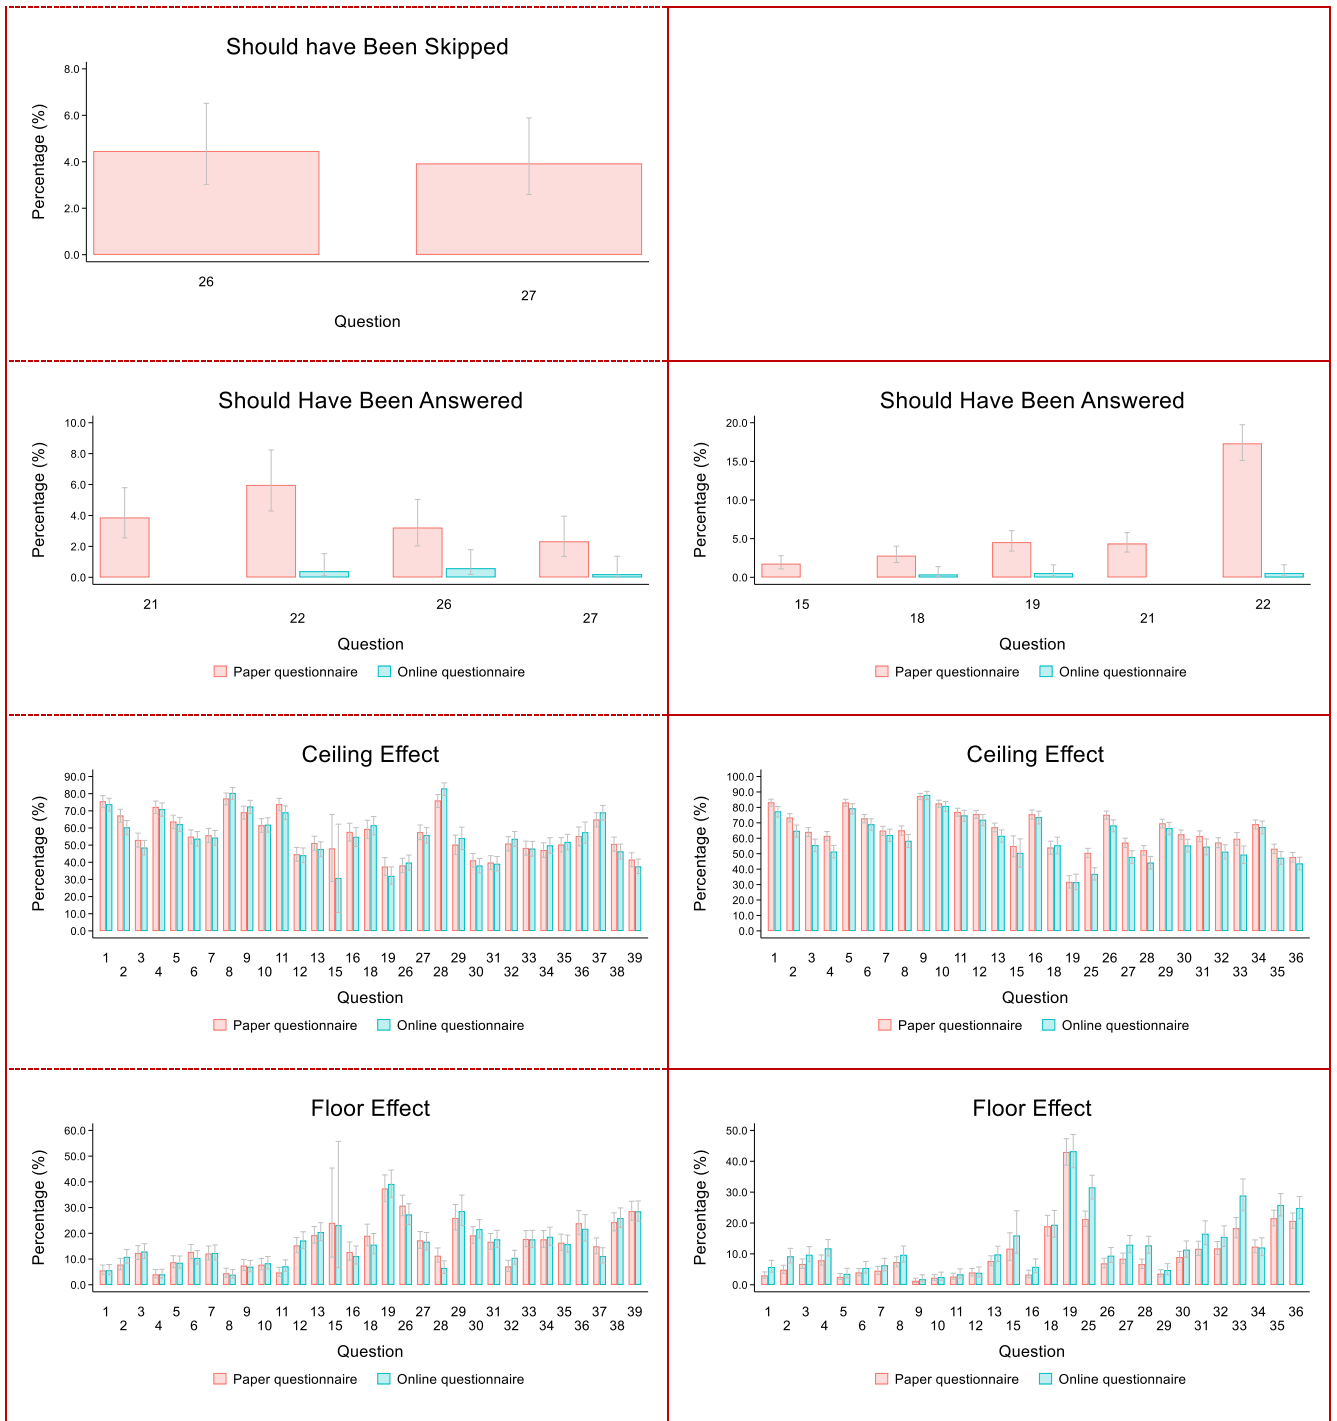 Should have Been Skipped
Percentage (%)
8.0
6.0
4.0
2.0
0.0
26
27
Question
Should Have Been Answered
Percentage (%)
10.0
8.0
6.0
4.0
2.0
0.0
21
22
26
27
Question
Paper questionnaire Online questionnaire
Should Have Been Answered
Percentage (%)
20.0
15.0
10.0
5.0
0.0
15
18
19
21
22
Question
Paper questionnaire Online questionnaire
Ceiling Effect
Percentage (%)
90.0
80.0
70.0
60.0
50.0
40.0
30.0
20.0
10.0
0.0
1 3 5 7 9 11 13 16 19 27 29 31 33 35 37 39
2 4 6 8 10 12 15 18 26 28 30 32 34 36 38
Question
Paper questionnaire Online questionnaire
Ceiling Effect
Percentage (%)
100.0
90.0
80.0
70.0
60.0
50.0
40.0
30.0
20.0
10.0
0.0
1 3 5 7 9 11 13 16 19 26 28 30 32 34 36
2 4 6 8 10 12 15 18 25 27 29 31 33 35
Question
Paper questionnaire Online questionnaire
Floor Effect
Percentage (%)
60.0
50.0
40.0
30.0
20.0
10.0
0.0
1 3 5 7 9 11 13 16 19 27 29 31 33 35 37 39
2 4 6 8 10 12 15 18 26 28 30 32 34 36 38
Question
Paper questionnaire Online questionnaire
Floor Effect
Percentage (%)
50.0
40.0
30.0
20.0
10.0
0.0
1 3 5 7 9 11 13 16 19 26 28 30 32 34 36
2 4 6 8 10 12 15 18 25 27 29 31 33 35
Question
Paper questionnaire Online questionnaire